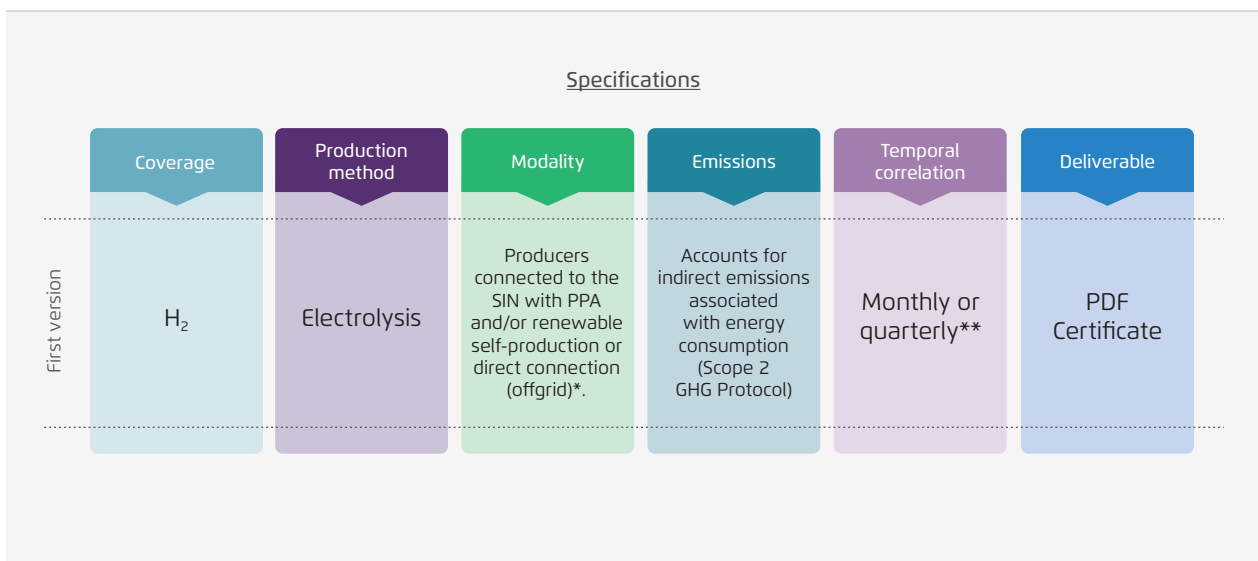 Specifications
Coverage
Production
method
Modality
Emissions
Temporal
correlation
Deliverable
First version
H₂
Electrolysis
Producers
connected to the
SIN with PPA
and/or renewable
self-production or
direct connection
(offgrid)*.
Accounts for
indirect emissions
associated
with energy
consumption
(Scope 2
GHG Protocol)
Monthly or
quarterly**
PDF
Certificate